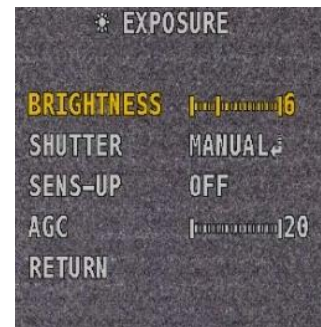 EXPOSURE
BRIGHTNESS 6
SHUTTER MANUAL↲
SENS-UP OFF
AGC 20
RETURN